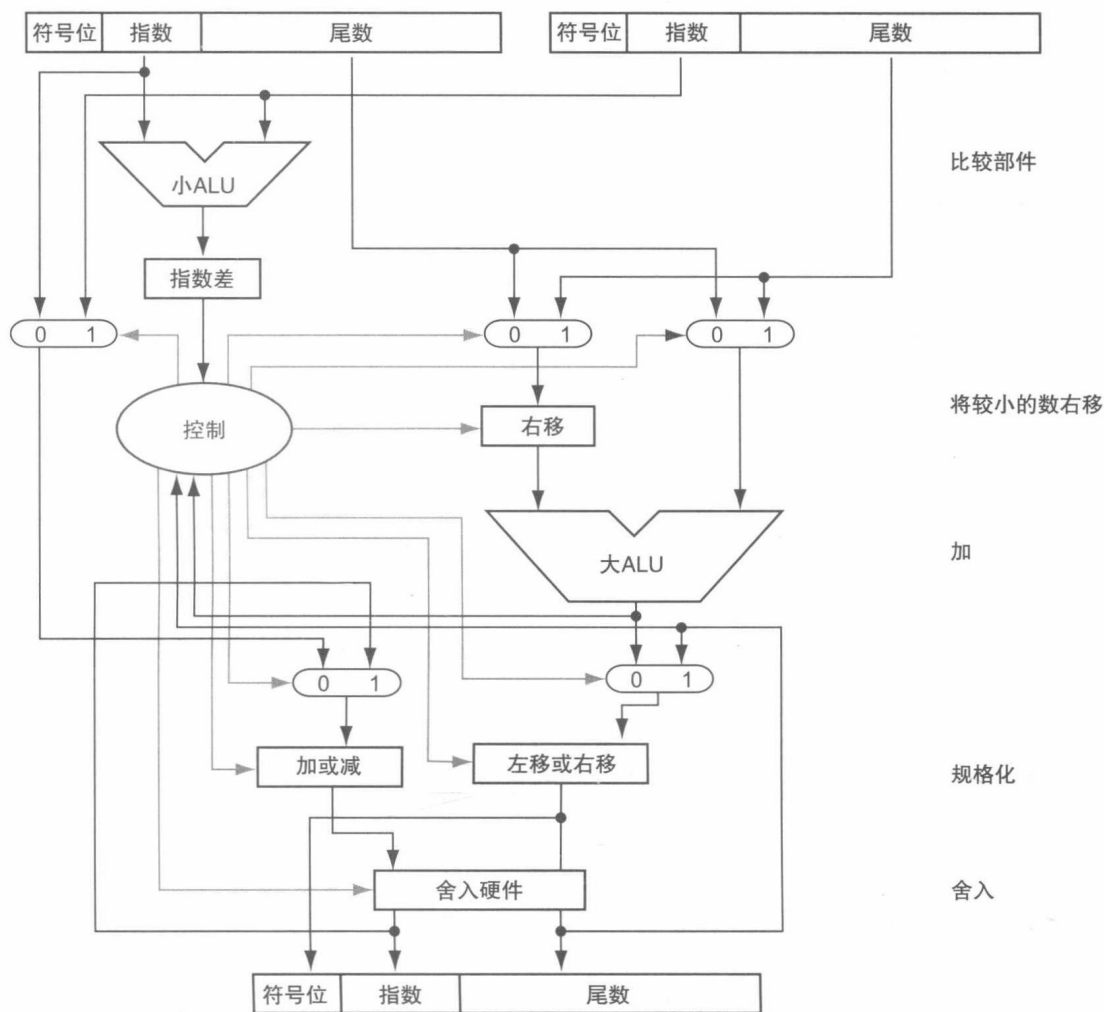 符号位 指数 尾数 符号位 指数 尾数
比较部件
小ALU
指数差
0 1 0 1 0 1
将较小的数右移
控制 右移
加
大ALU
0 1 0 1
加或减 左移或右移
规格化
舍入硬件 舍入
符号位 指数 尾数